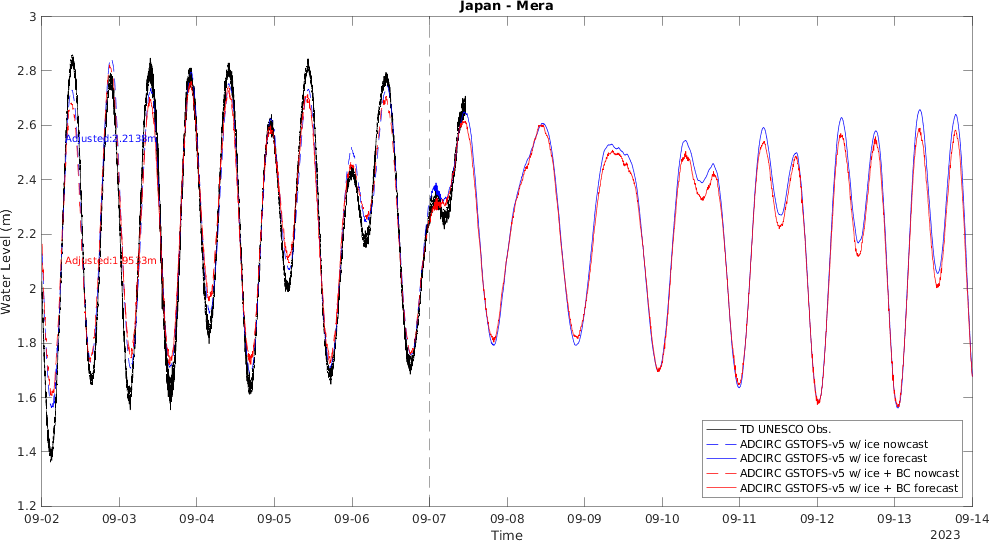 Japan - Mera
Water Level (m)
3
2.8
2.6
2.4
2.2
2
1.8
1.6
1.4
1.2
Adjusted:2.2138m
Adjusted:1.9513m
TD UNESCO Obs.
ADCIRC GSTOFS-v5 w/ ice nowcast
ADCIRC GSTOFS-v5 w/ ice forecast
ADCIRC GSTOFS-v5 w/ ice + BC nowcast
ADCIRC GSTOFS-v5 w/ ice + BC forecast
09-02 09-03 09-04 09-05 09-06 09-07 09-08 09-09 09-10 09-11 09-12 09-13 09-14
Time
2023